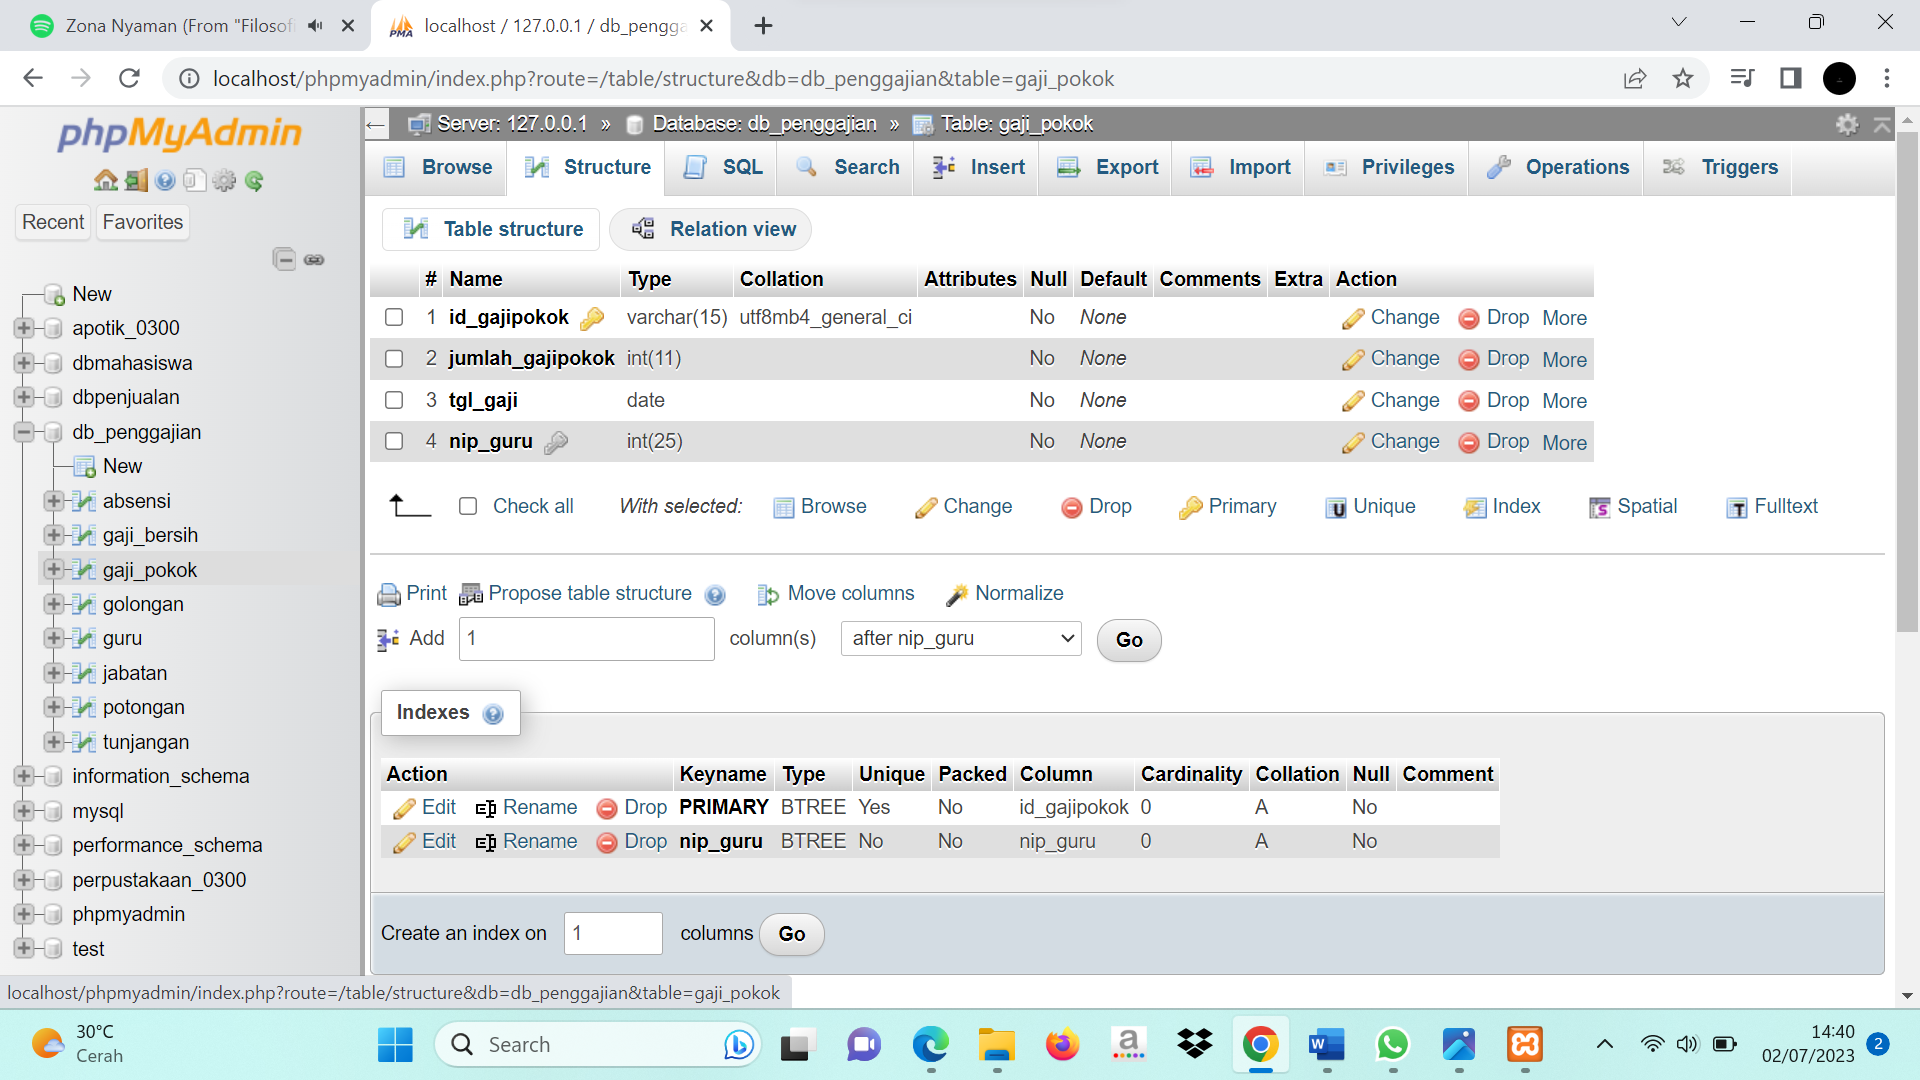 Zona Nyaman (From "Filosofi
localhost / 127.0.0.1 / db_pengga
localhost/phpmyadmin/index.php?route=/table/structure&db=db_penggajian&table=gaji_pokok
phpMyAdmin
Recent Favorites
New
apotik_0300
dbmahasiswa
dbpenjualan
db_penggajian
New
absensi
gaji_bersih
gaji_pokok
golongan
guru
jabatan
potongan
tunjangan
information_schema
mysql
performance_schema
perpustakaan_0300
phpmyadmin
test
Server: 127.0.0.1 » Database: db_penggajian » Table: gaji_pokok
Browse Structure SQL Search Insert Export Import Privileges Operations Triggers
Table structure Relation view
# Name Type Collation Attributes Null Default Comments Extra Action
1 id_gajipokok varchar(15) utf8mb4_general_ci No None Change Drop More
2 jumlah_gajipokok int(11) No None Change Drop More
3 tgl_gaji date No None Change Drop More
4 nip_guru int(25) No None Change Drop More
Check all With selected: Browse Change Drop Primary Unique Index Spatial Fulltext
Print Propose table structure Move columns Normalize
Add 1 column(s) after nip_guru Go
Indexes
Action Keyname Type Unique Packed Column Cardinality Collation Null Comment
Edit Rename Drop PRIMARY BTREE Yes No id_gajipokok 0 A No
Edit Rename Drop nip_guru BTREE No No nip_guru 0 A No
Create an index on 1 columns Go
localhost/phpmyadmin/index.php?route=/table/structure&db=db_penggajian&table=gaji_pokok
30°C
Cerah
Search
14:40
02/07/2023
2